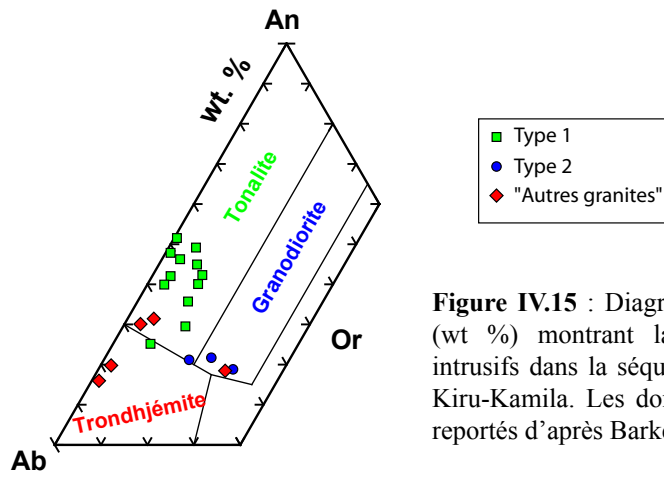 An
wt. %
Tonalite
Granodiorite
Or
Trondhjémite
Ab
Type 1
Type 2
"Autres granites"
Figure IV.15 : Diagr
(wt %) montrant la
intrusifs dans la séqu
Kiru-Kamila. Les do
reportés d'après Bark